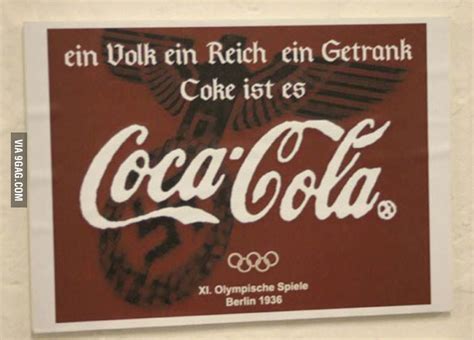 ein Volk ein Reich ein Getrank
Coke ist es
Coca-Cola
XI. Olympische Spiele
Berlin 1936
VIA 9GAG.COM